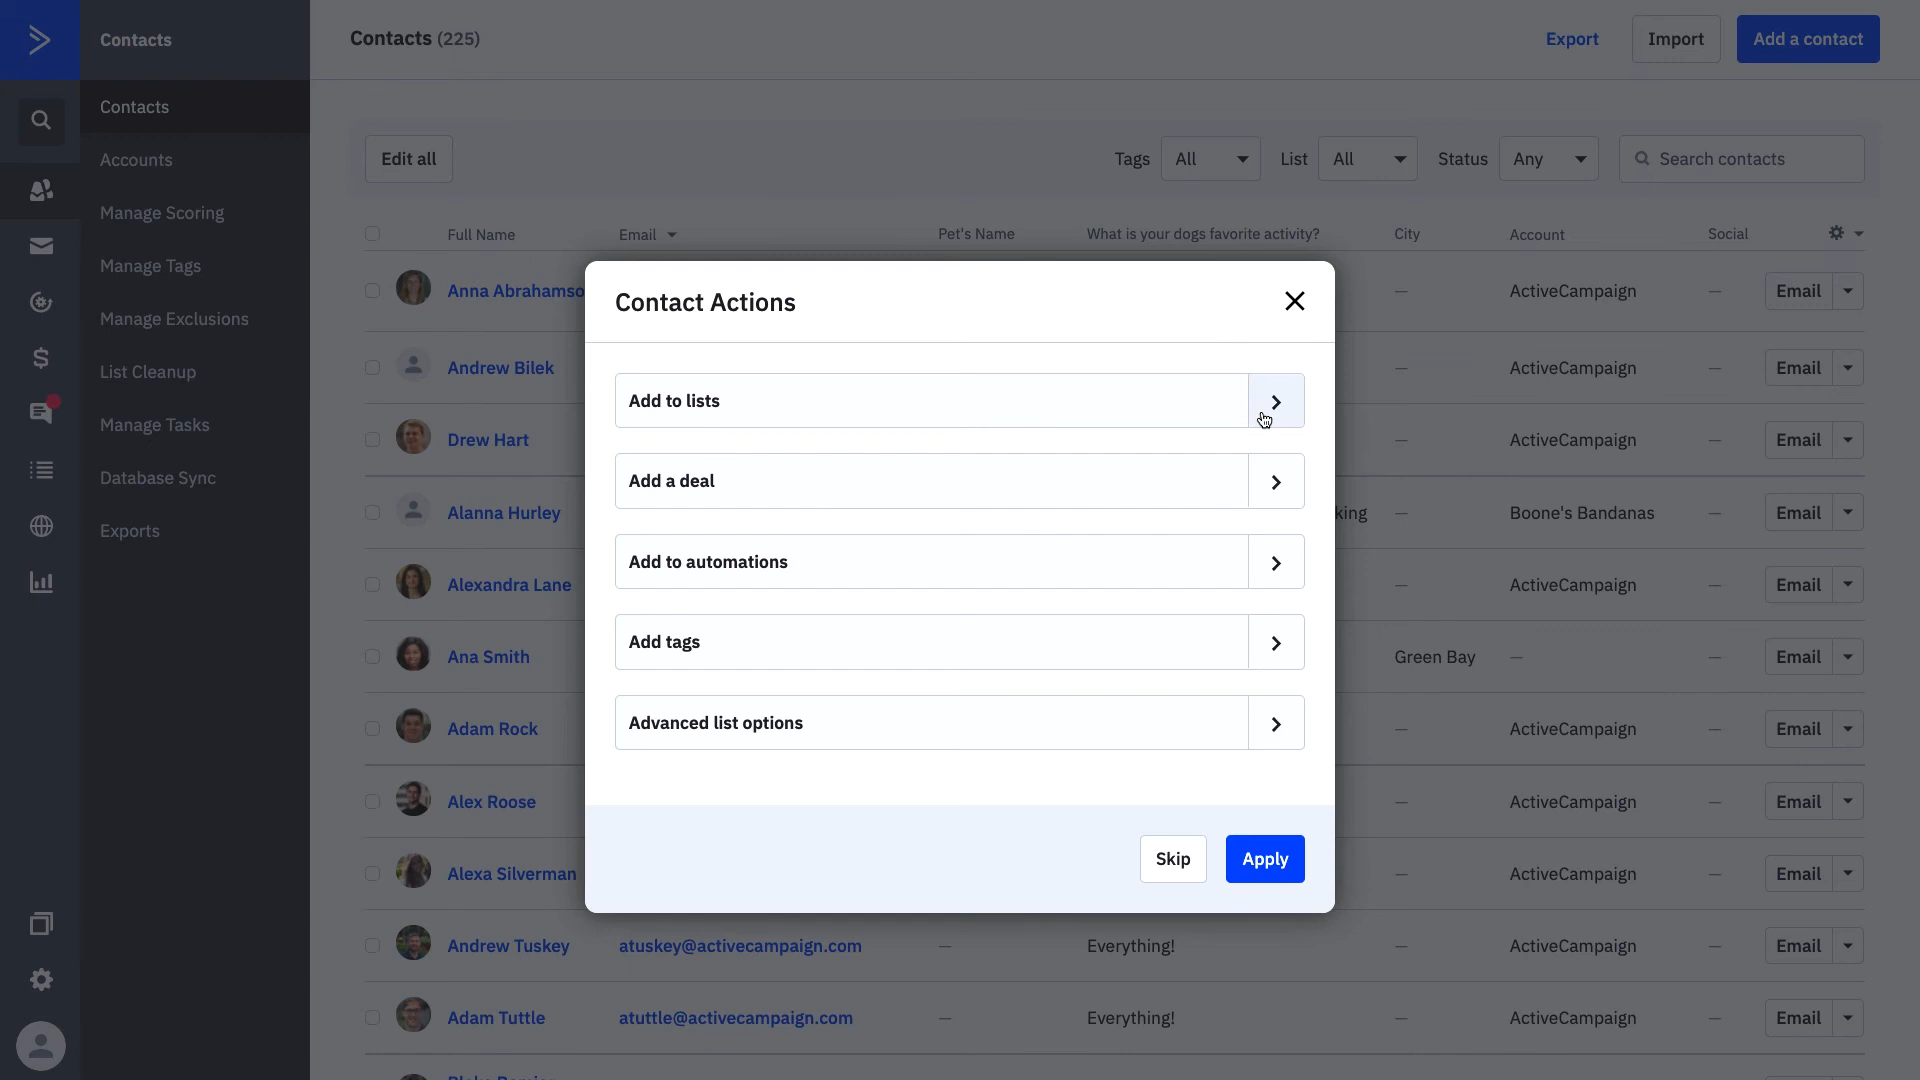 Contacts
Contacts (225)
Export
Import
Add a contact
Contacts
Accounts
Manage Scoring
Manage Tags
Manage Exclusions
List Cleanup
Manage Tasks
Database Sync
Exports
Edit all
Tags
All
List
All
Status
Any
Search contacts
Full Name
Email
Pet's Name
What is your dogs favorite activity?
City
Account
Social
Anna Abrahamso
—
ActiveCampaign
—
Email
Andrew Bilek
—
ActiveCampaign
—
Email
Drew Hart
—
ActiveCampaign
—
Email
Alanna Hurley
king
—
Boone's Bandanas
—
Email
Alexandra Lane
—
ActiveCampaign
—
Email
Ana Smith
Green Bay
—
—
Email
Adam Rock
—
ActiveCampaign
—
Email
Alex Roose
—
ActiveCampaign
—
Email
Alexa Silverman
—
ActiveCampaign
—
Email
Andrew Tuskey
atuskey@activecampaign.com
—
Everything!
—
ActiveCampaign
—
Email
Adam Tuttle
atuttle@activecampaign.com
—
Everything!
—
ActiveCampaign
—
Email
Contact Actions
Add to lists
Add a deal
Add to automations
Add tags
Advanced list options
Skip
Apply